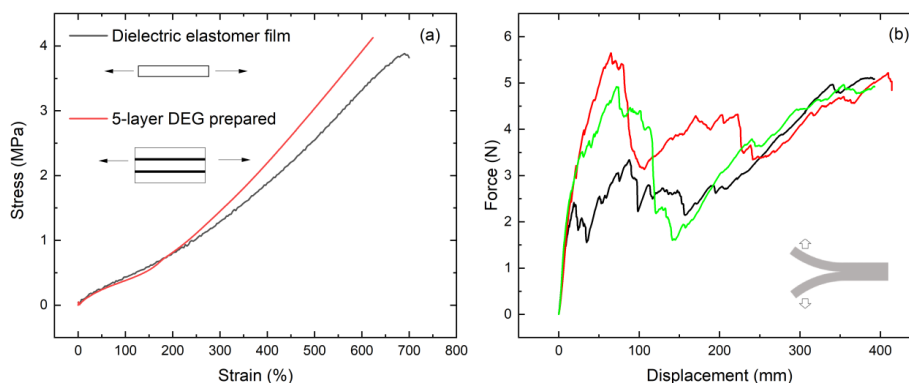 (a)
Dielectric elastomer film
5-layer DEG prepared
Stress (MPa)
4
3
2
1
0
0 100 200 300 400 500 600 700 800
Strain (%)
(b)
Force (N)
6
5
4
3
2
1
0
0 100 200 300 400
Displacement (mm)